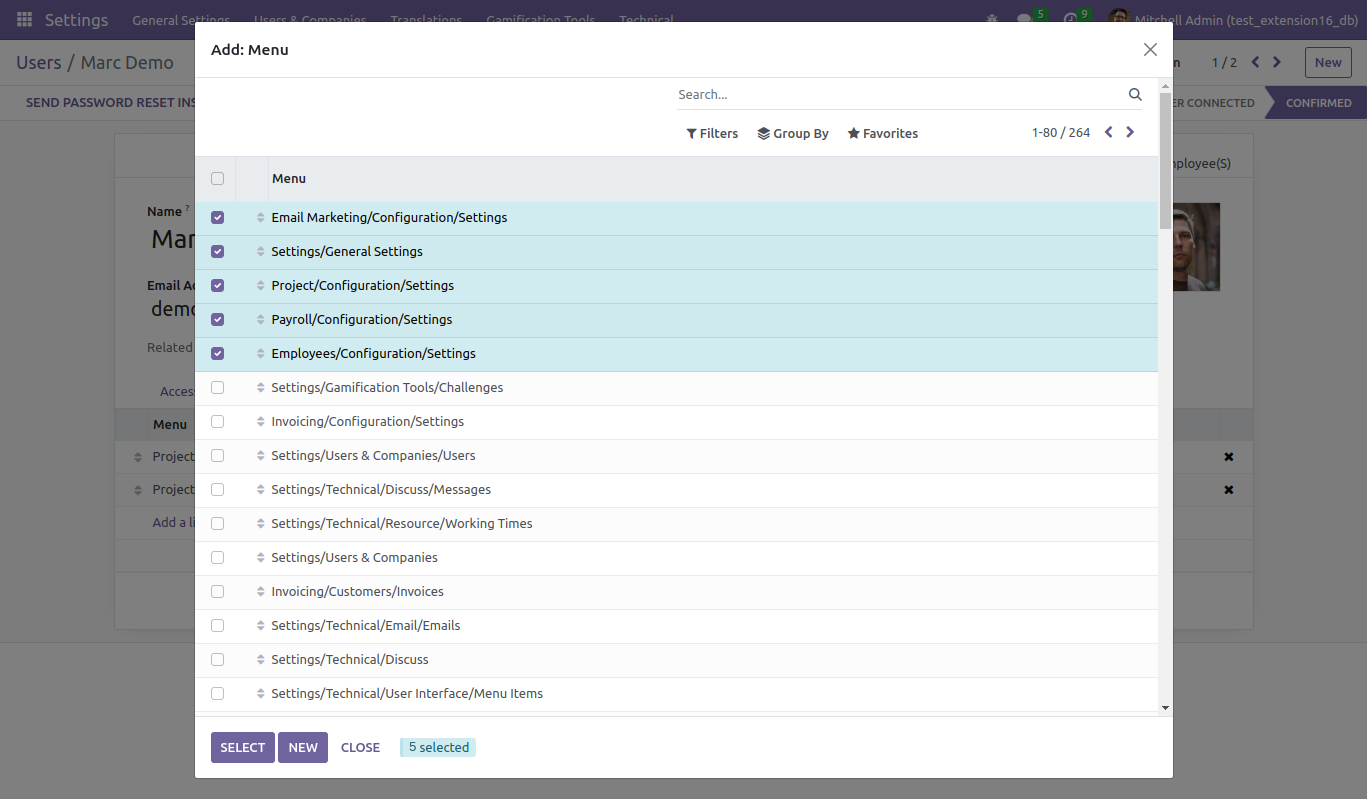 Settings General Settings Users & Companies Translations Gamification Tools Technical 5 9 Mitchell Admin (test_extension16_db)
Add: Menu
Users / Marc Demo
1 / 2 New
SEND PASSWORD RESET INS
CONNECTED CONFIRMED
Search...
Filters Group By Favorites 1-80 / 264
ployee(S)
Menu
Name ?
Mar
Email Ad
demo
Related
Acces
Menu
Project
Project
Add a li
Email Marketing/Configuration/Settings
Settings/General Settings
Project/Configuration/Settings
Payroll/Configuration/Settings
Employees/Configuration/Settings
Settings/Gamification Tools/Challenges
Invoicing/Configuration/Settings
Settings/Users & Companies/Users
Settings/Technical/Discuss/Messages
Settings/Technical/Resource/Working Times
Settings/Users & Companies
Invoicing/Customers/Invoices
Settings/Technical/Email/Emails
Settings/Technical/Discuss
Settings/Technical/User Interface/Menu Items
SELECT NEW CLOSE 5 selected